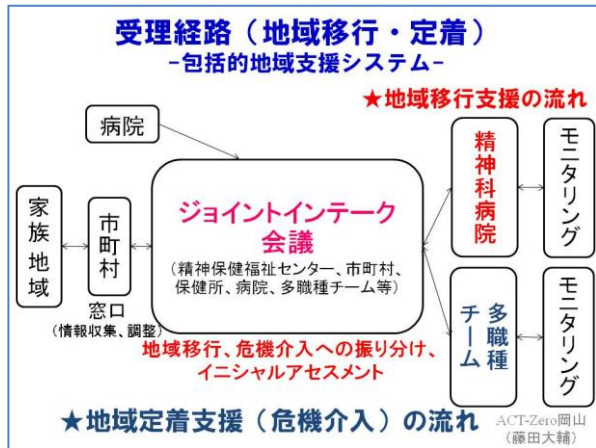 受理経路（地域移行・定着）
-包括的地域支援システム-
★地域移行支援の流れ
病院
家族
地域
市町村
窓口
（情報収集、調整）
ジョイントインテーク
会議
（精神保健福祉センター、市町村、
保健所、病院、多職種チーム等）
地域移行、危機介入への振り分け、
イニシャルアセスメント
精神科病院
モニタリング
多職種
チーム
モニタリング
★地域定着支援（危機介入）の流れ
ACT-Zero岡山
（藤田大輔）